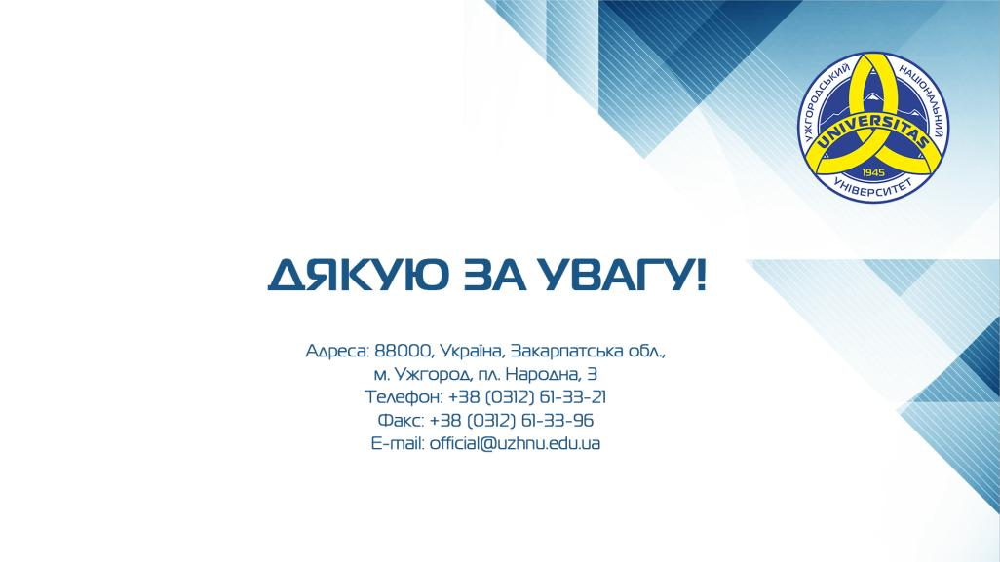 УЖГОРОДСЬКИЙ НАЦІОНАЛЬНИЙ
UNIVERSITAS
1945
УНІВЕРСИТЕТ
ДЯКУЮ ЗА УВАГУ!
Адреса: 88000, Україна, Закарпатська обл.,
м. Ужгород, пл. Народна, 3
Телефон: +38 (0312) 61-33-21
Факс: +38 (0312) 61-33-96
E-mail: official@uzhnu.edu.ua